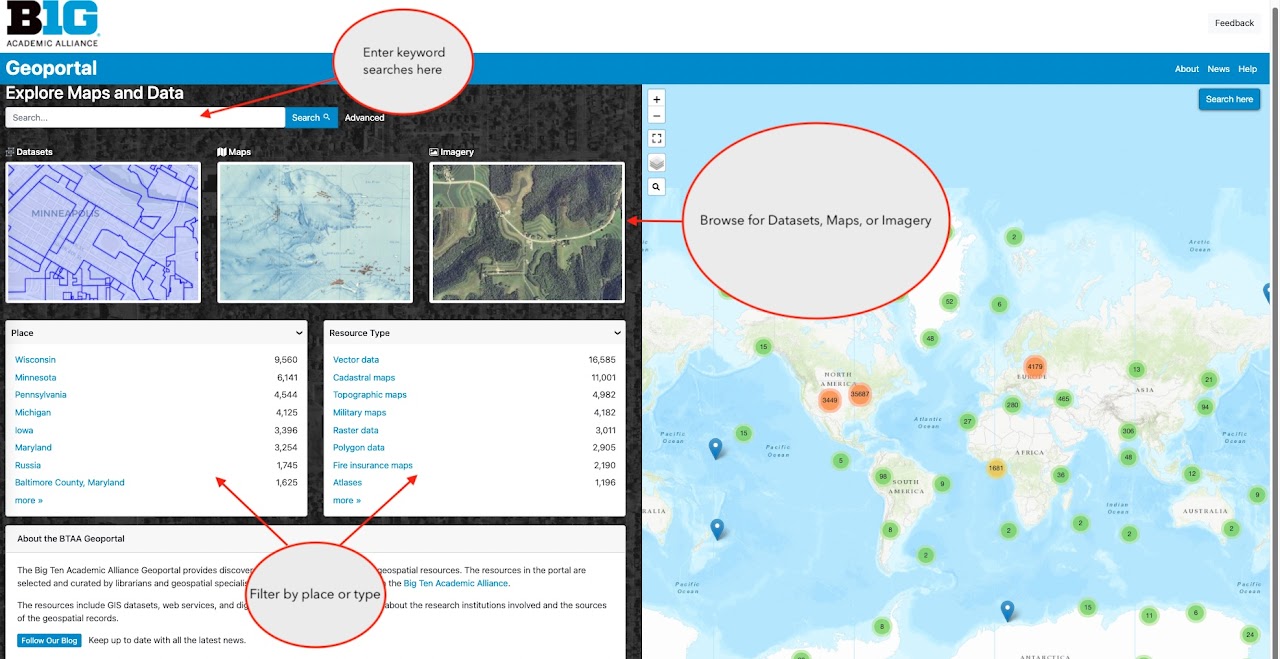 B1G
ACADEMIC ALLIANCE
Feedback
Enter keyword
searches here
Geoportal
About News Help
Explore Maps and Data
Search...
Search
Advanced
Search here
+
−
Datasets
Maps
Imagery
MINNEAPOLIS
Browse for Datasets, Maps, or Imagery
Place
Wisconsin 9,560
Minnesota 6,141
Pennsylvania 4,544
Michigan 4,125
Iowa 3,396
Maryland 3,254
Russia 1,745
Baltimore County, Maryland 1,625
more »
Resource Type
Vector data 16,585
Cadastral maps 11,001
Topographic maps 4,982
Military maps 4,182
Raster data 3,011
Polygon data 2,905
Fire insurance maps 2,190
Atlases 1,196
more »
About the BTAA Geoportal
The Big Ten Academic Alliance Geoportal provides discover geospatial resources. The resources in the portal are
selected and curated by librarians and geospatial specialis the Big Ten Academic Alliance.
The resources include GIS datasets, web services, and dig about the research institutions involved and the sources
of the geospatial records.
Follow Our Blog Keep up to date with all the latest news.
Filter by place or type
2
Arctic
Ocean
52
6
48
15
4179
EUROPE
13
ASIA
21
NORTH
AMERICA
3449
35687
280
465
94
Atlantic
Ocean
27
206
Pacific
Ocean
15
Pacific
Ocean
Pacific
Ocean
5
AFRICA
48
1681
36
12
98
SOUTH
AMERICA
9
9
RALIA
Indian
Ocean
AUSTRALIA
8
2
2
2
2
2
Pacific
Ocean
Pacific
Ocean
15
11
6
8
24
ANTARCTICA